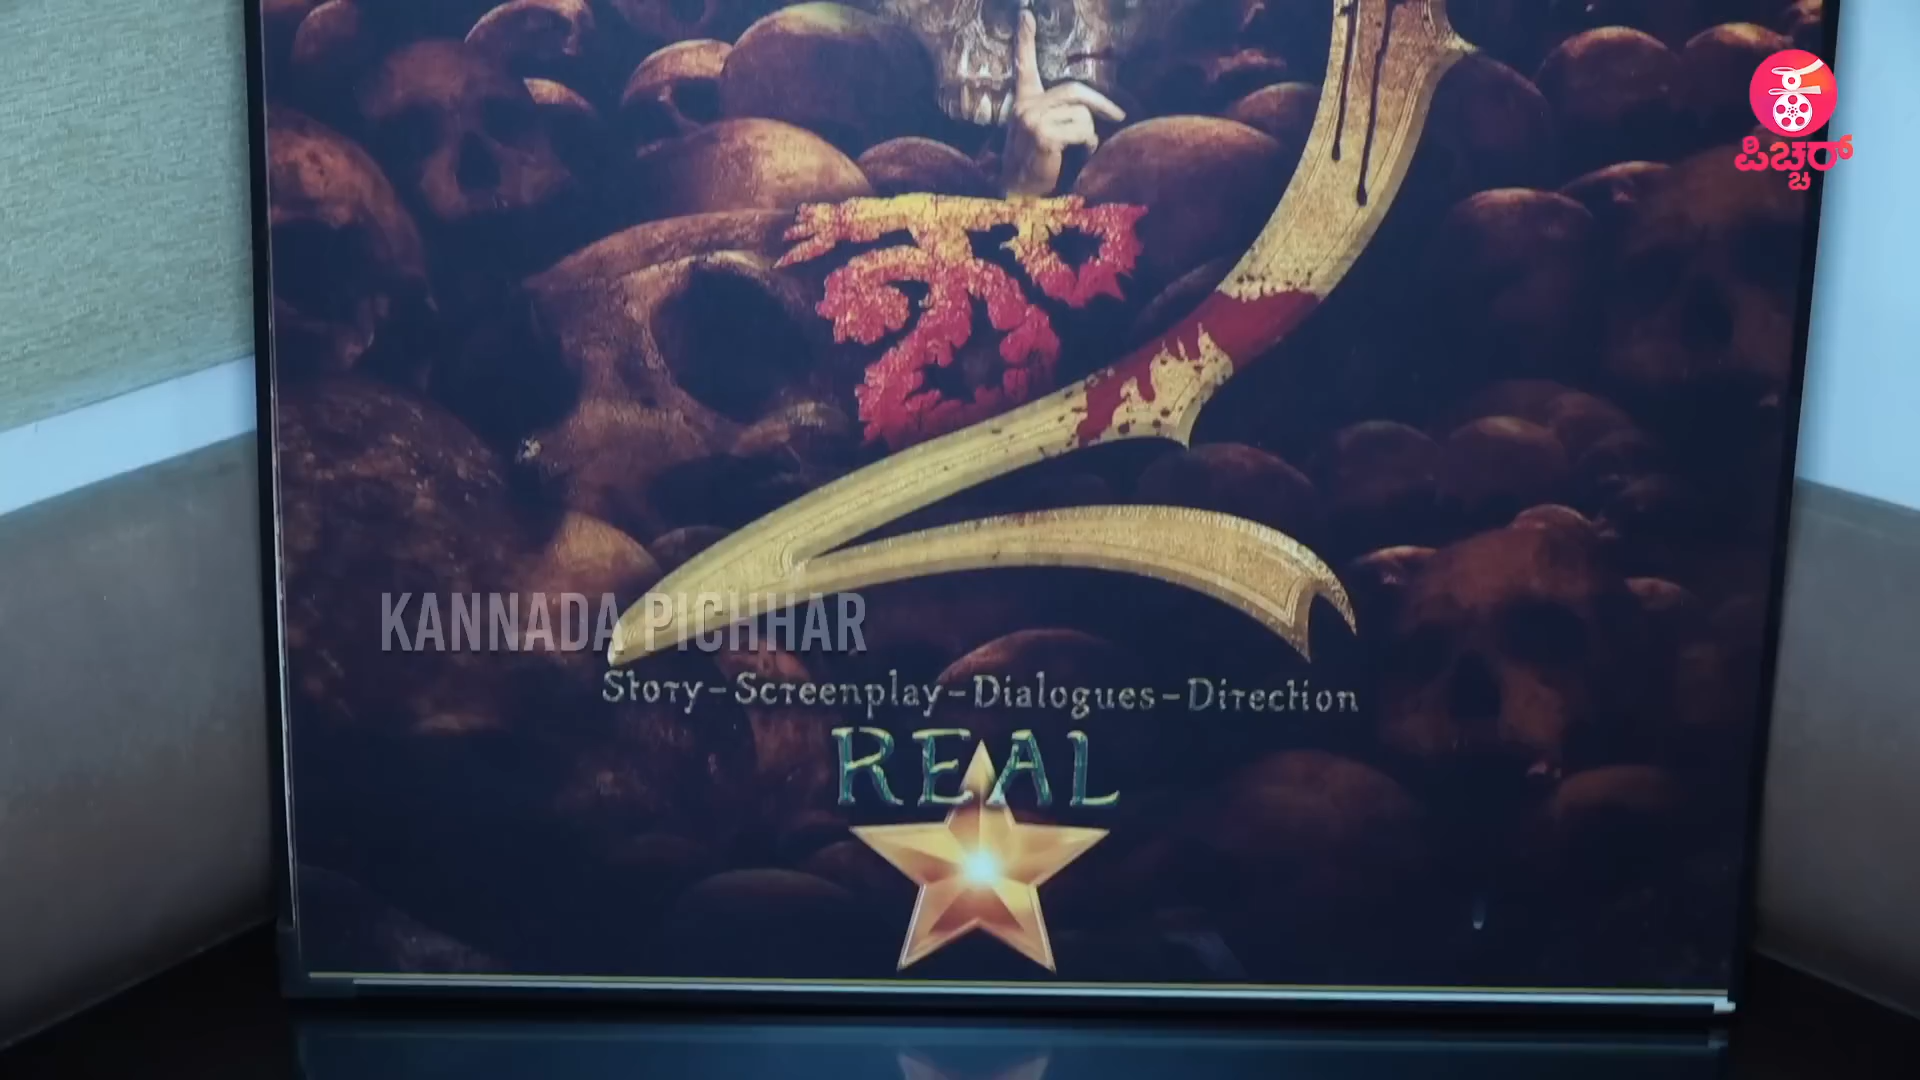 ಪಿಚ್ಚರ್
ಶ್
KANNADA PICHHAR
Story-Screenplay-Dialogues-Direction
REAL